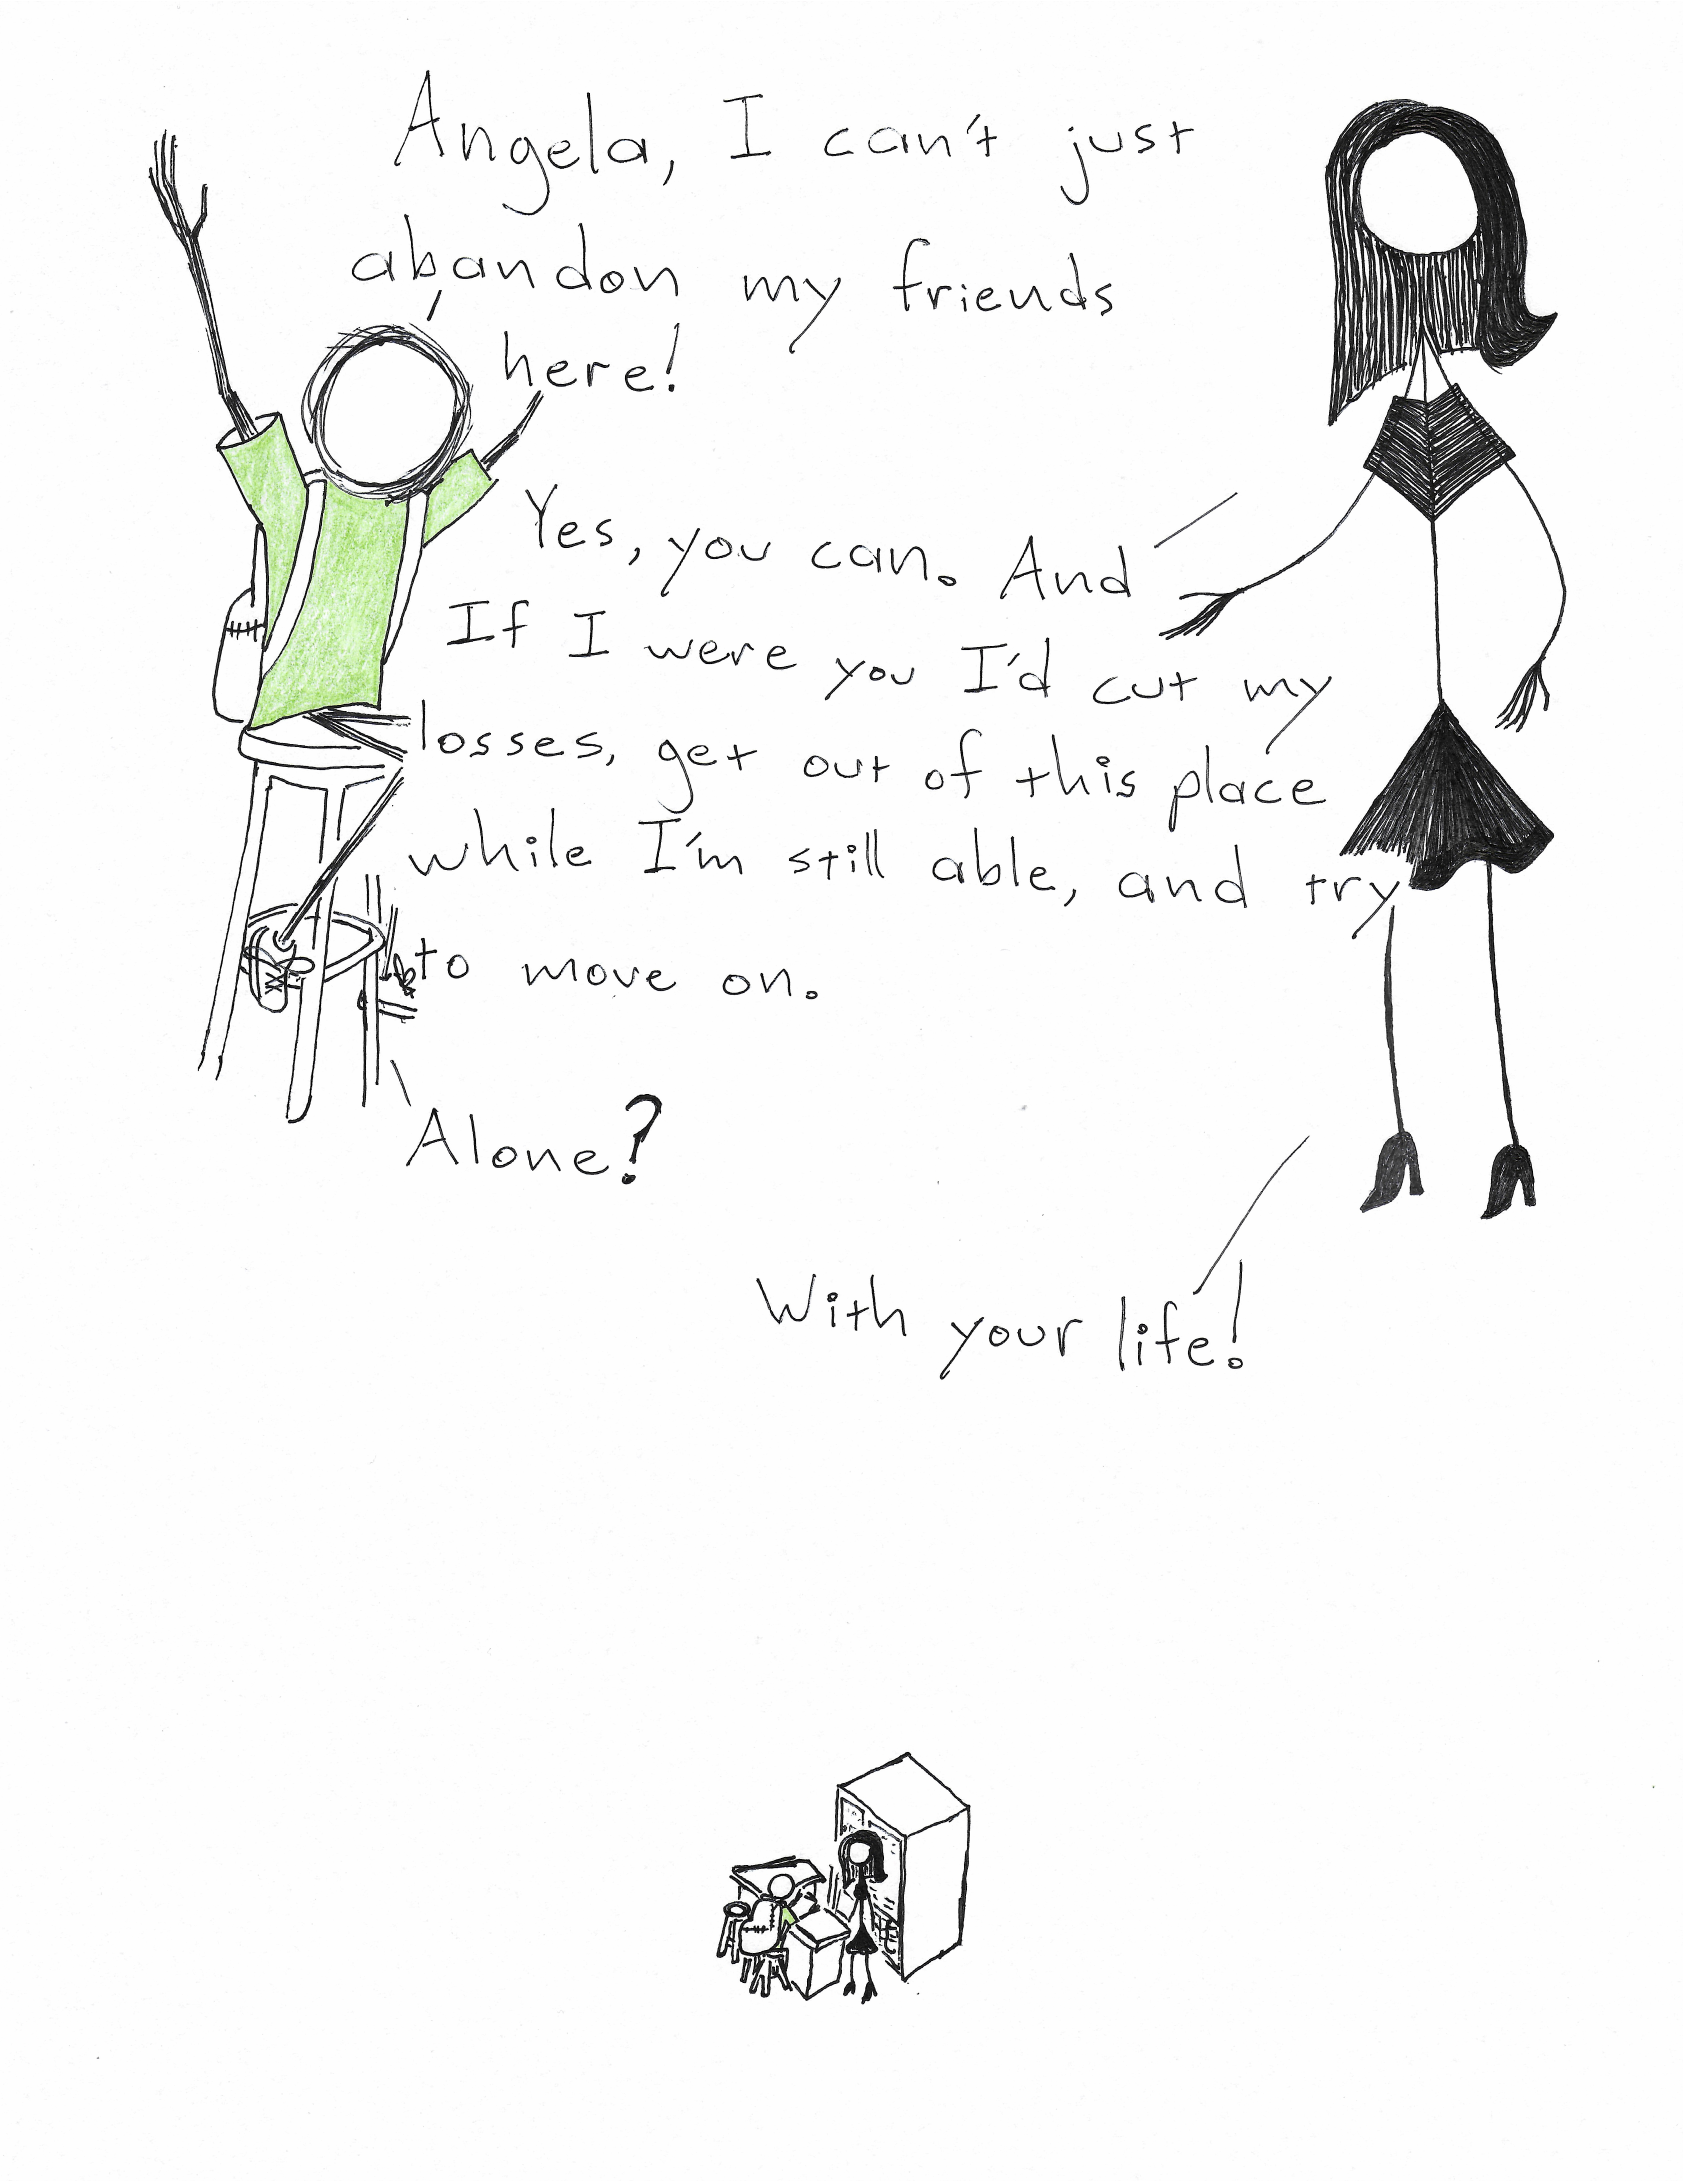 Angela, I can't just
abandon my friends
here!
Yes, you can. And
If I were you I'd cut my
losses, get out of this place
while I'm still able, and try
to move on.
Alone?
With your life!